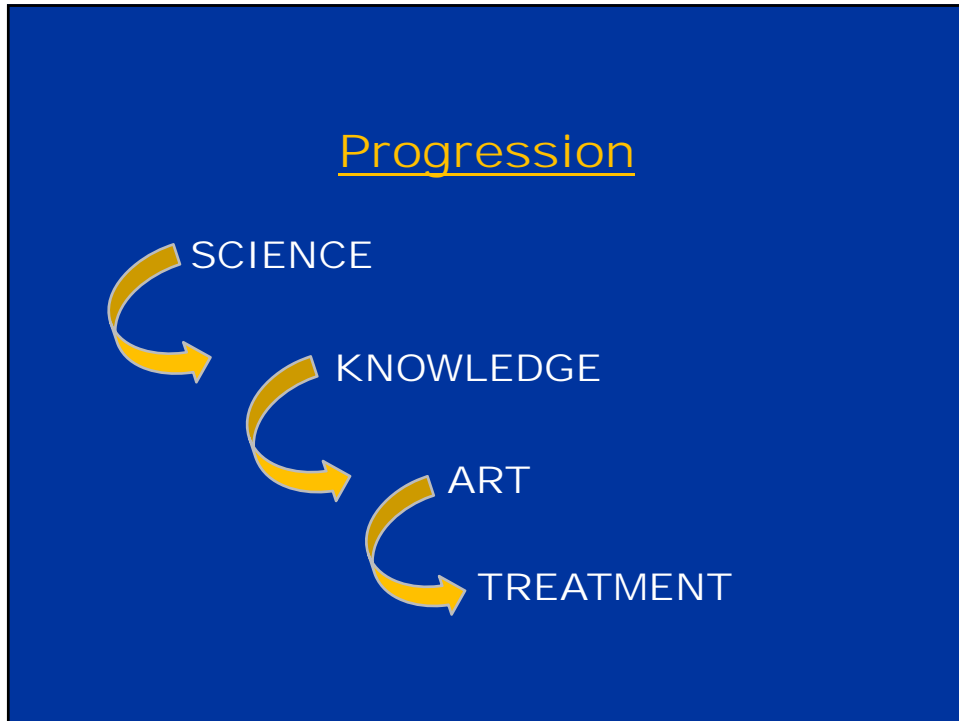 Progression
SCIENCE
KNOWLEDGE
ART
TREATMENT